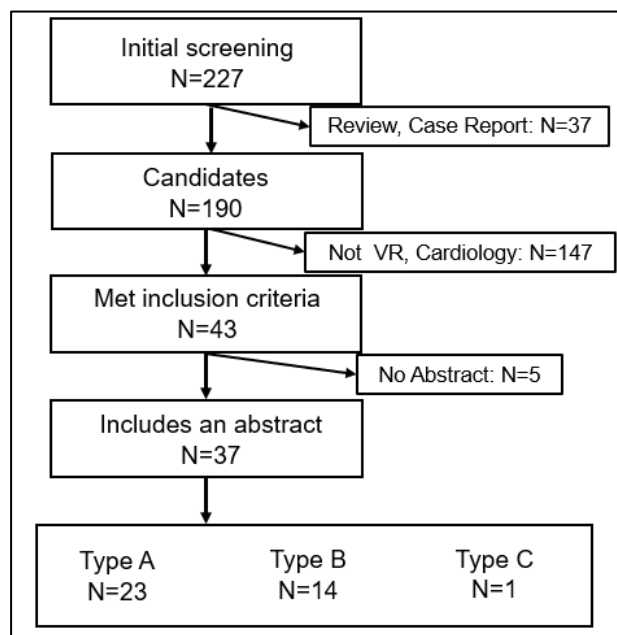 Initial screening
N=227
Review, Case Report: N=37
Candidates
N=190
Not VR, Cardiology: N=147
Met inclusion criteria
N=43
No Abstract: N=5
Includes an abstract
N=37
Type A
N=23
Type B
N=14
Type C
N=1